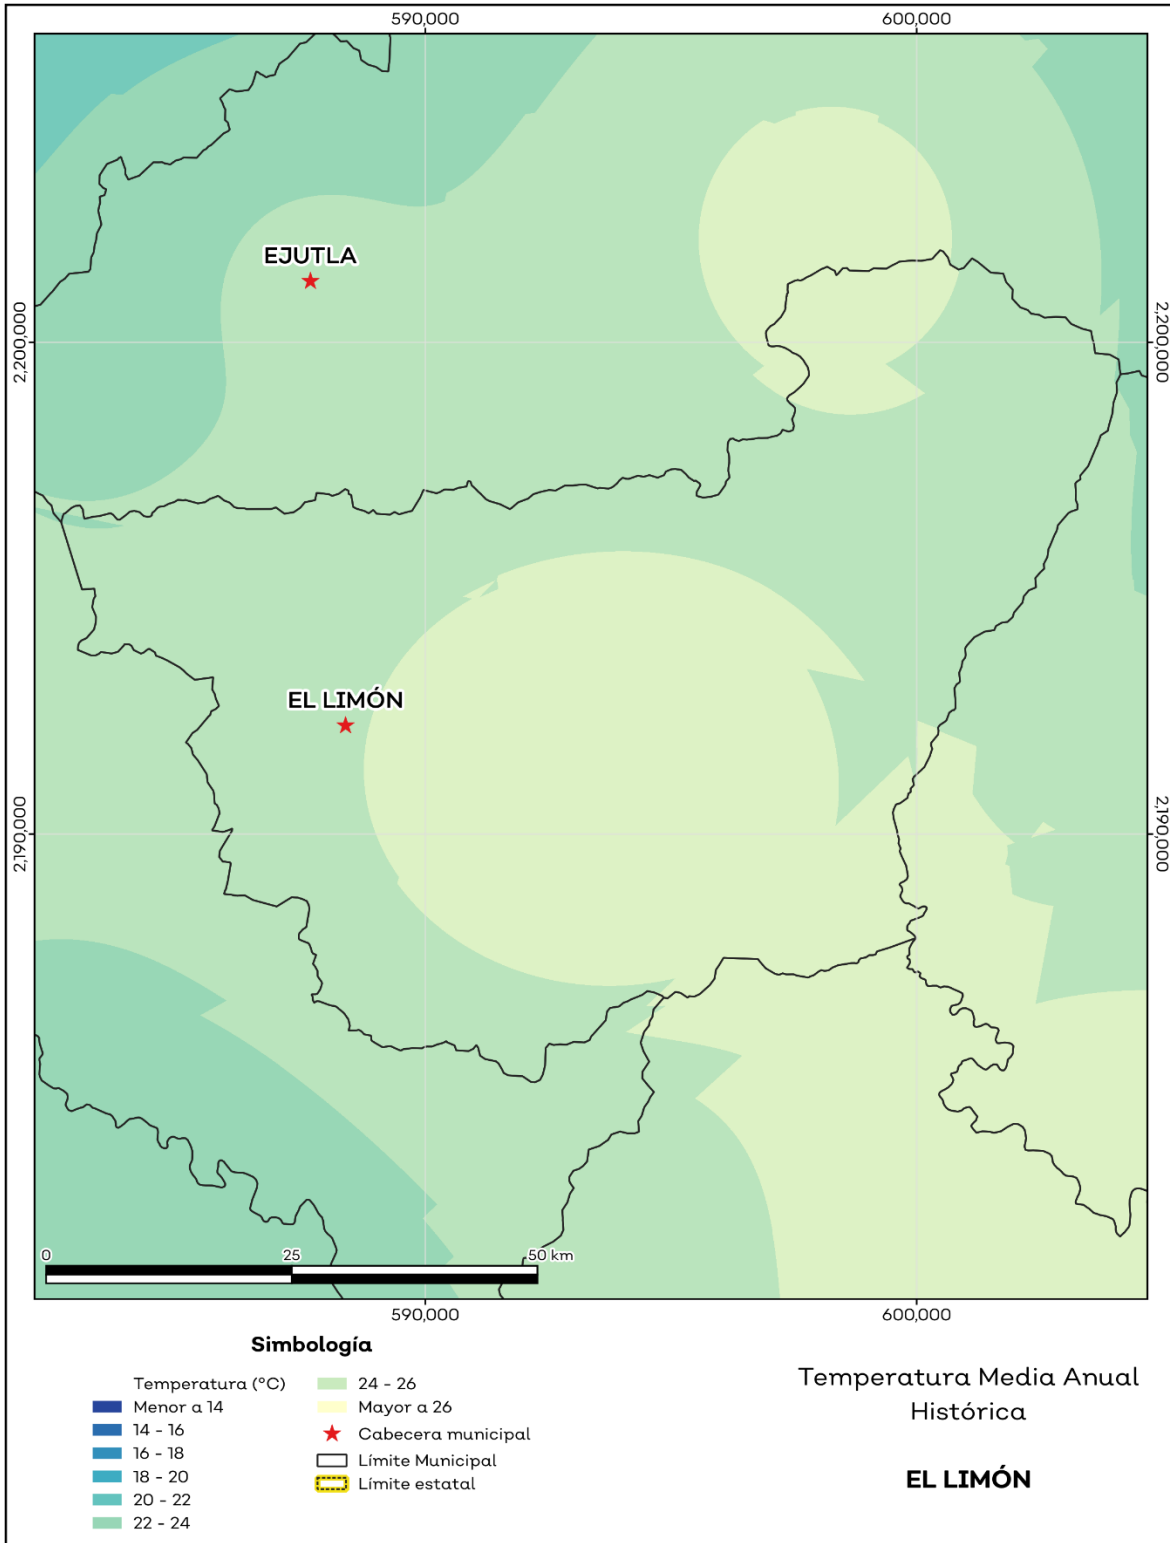 590,000 600,000
EJUTLA
2,200,000 2,200,000
EL LIMÓN
2,190,000 2,190,000
0 25 50 km
590,000 600,000
Simbología
Temperatura (°C)
Menor a 14
14 - 16
16 - 18
18 - 20
20 - 22
22 - 24
24 - 26
Mayor a 26
Cabecera municipal
Límite Municipal
Límite estatal
Temperatura Media Anual
Histórica
EL LIMÓN